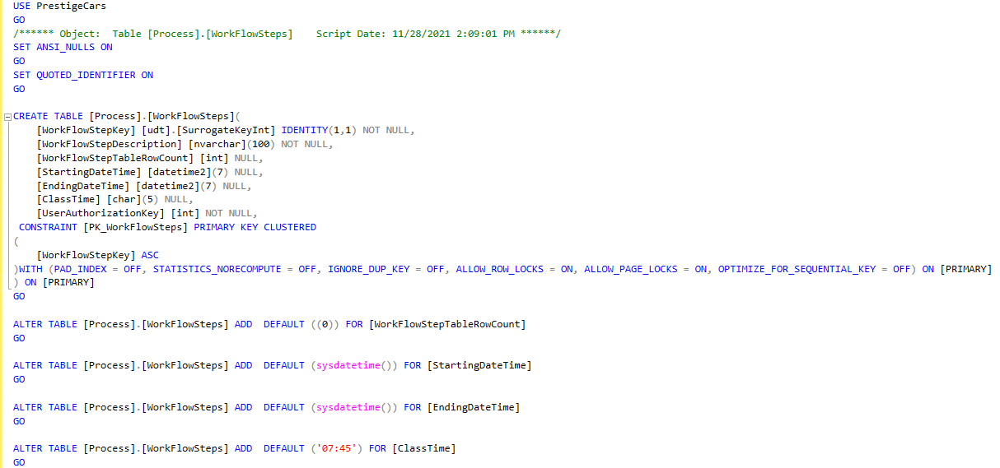 USE PrestigeCars
GO
/****** Object:  Table [Process].[WorkFlowSteps]    Script Date: 11/28/2021 2:09:01 PM ******/
SET ANSI_NULLS ON
GO
SET QUOTED_IDENTIFIER ON
GO
CREATE TABLE [Process].[WorkFlowSteps](
    [WorkFlowStepKey] [udt].[SurrogateKeyInt] IDENTITY(1,1) NOT NULL,
    [WorkFlowStepDescription] [nvarchar](100) NOT NULL,
    [WorkFlowStepTableRowCount] [int] NULL,
    [StartingDateTime] [datetime2](7) NULL,
    [EndingDateTime] [datetime2](7) NULL,
    [ClassTime] [char](5) NULL,
    [UserAuthorizationKey] [int] NOT NULL,
 CONSTRAINT [PK_WorkFlowSteps] PRIMARY KEY CLUSTERED
(
    [WorkFlowStepKey] ASC
)WITH (PAD_INDEX = OFF, STATISTICS_NORECOMPUTE = OFF, IGNORE_DUP_KEY = OFF, ALLOW_ROW_LOCKS = ON, ALLOW_PAGE_LOCKS = ON, OPTIMIZE_FOR_SEQUENTIAL_KEY = OFF) ON [PRIMARY]
) ON [PRIMARY]
GO
ALTER TABLE [Process].[WorkFlowSteps] ADD  DEFAULT ((0)) FOR [WorkFlowStepTableRowCount]
GO
ALTER TABLE [Process].[WorkFlowSteps] ADD  DEFAULT (sysdatetime()) FOR [StartingDateTime]
GO
ALTER TABLE [Process].[WorkFlowSteps] ADD  DEFAULT (sysdatetime()) FOR [EndingDateTime]
GO
ALTER TABLE [Process].[WorkFlowSteps] ADD  DEFAULT ('07:45') FOR [ClassTime]
GO